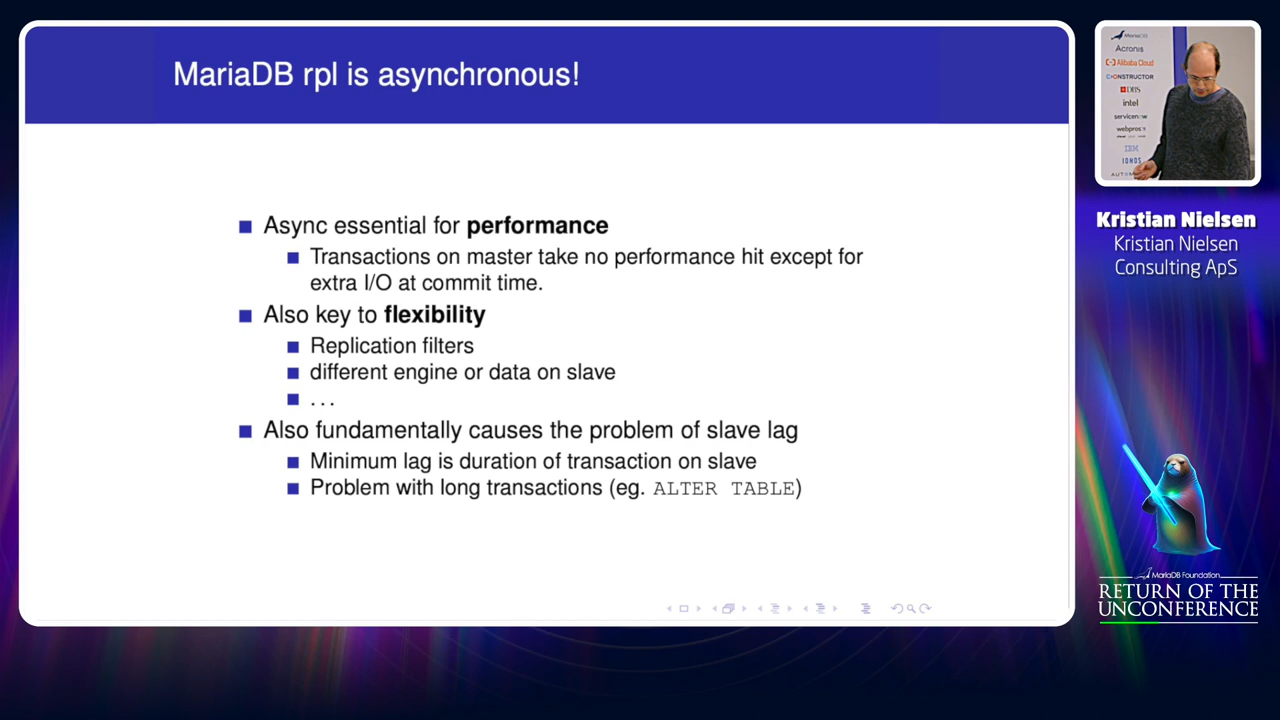 MariaDB rpl is asynchronous!
Async essential for performance
Transactions on master take no performance hit except for
extra I/O at commit time.
Also key to flexibility
Replication filters
different engine or data on slave
...
Also fundamentally causes the problem of slave lag
Minimum lag is duration of transaction on slave
Problem with long transactions (eg. ALTER TABLE)
MariaDB
Acronis
Alibaba Cloud
CONSTRUCTOR
DBS
intel
servicenow
webpros
IBM
IONOS
Kristian Nielsen
Kristian Nielsen
Consulting ApS
MariaDB Foundation
RETURN OF THE
UNCONFERENCE